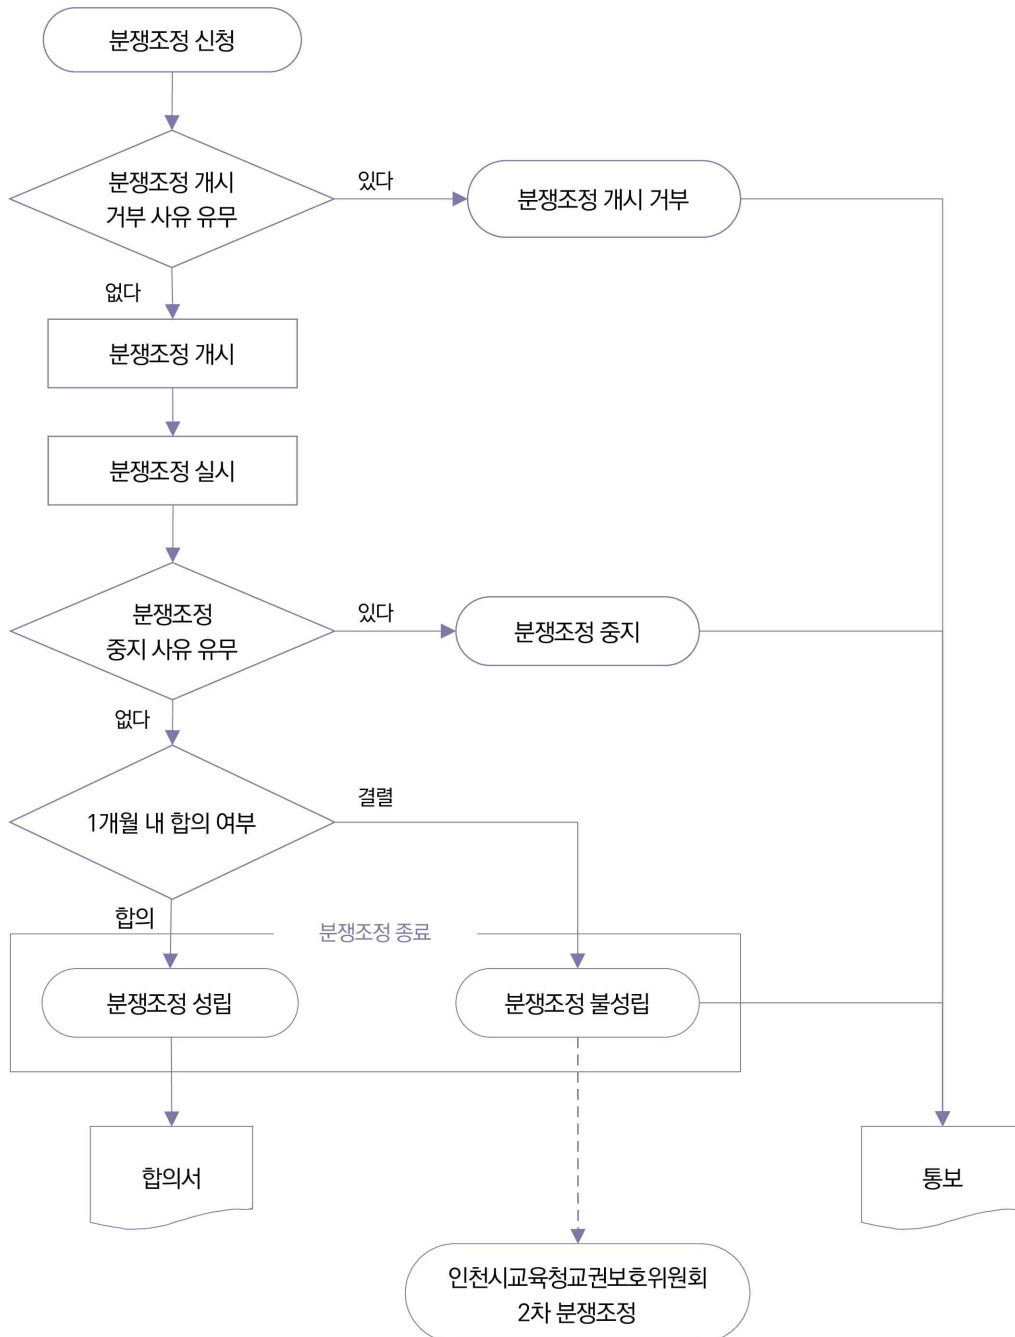 분쟁조정 신청
분쟁조정 개시
거부 사유 유무
있다
분쟁조정 개시 거부
없다
분쟁조정 개시
분쟁조정 실시
분쟁조정
중지 사유 유무
있다
분쟁조정 중지
없다
1개월 내 합의 여부
결렬
합의
분쟁조정 종료
분쟁조정 성립
분쟁조정 불성립
합의서
통보
인천시교육청교권보호위원회
2차 분쟁조정